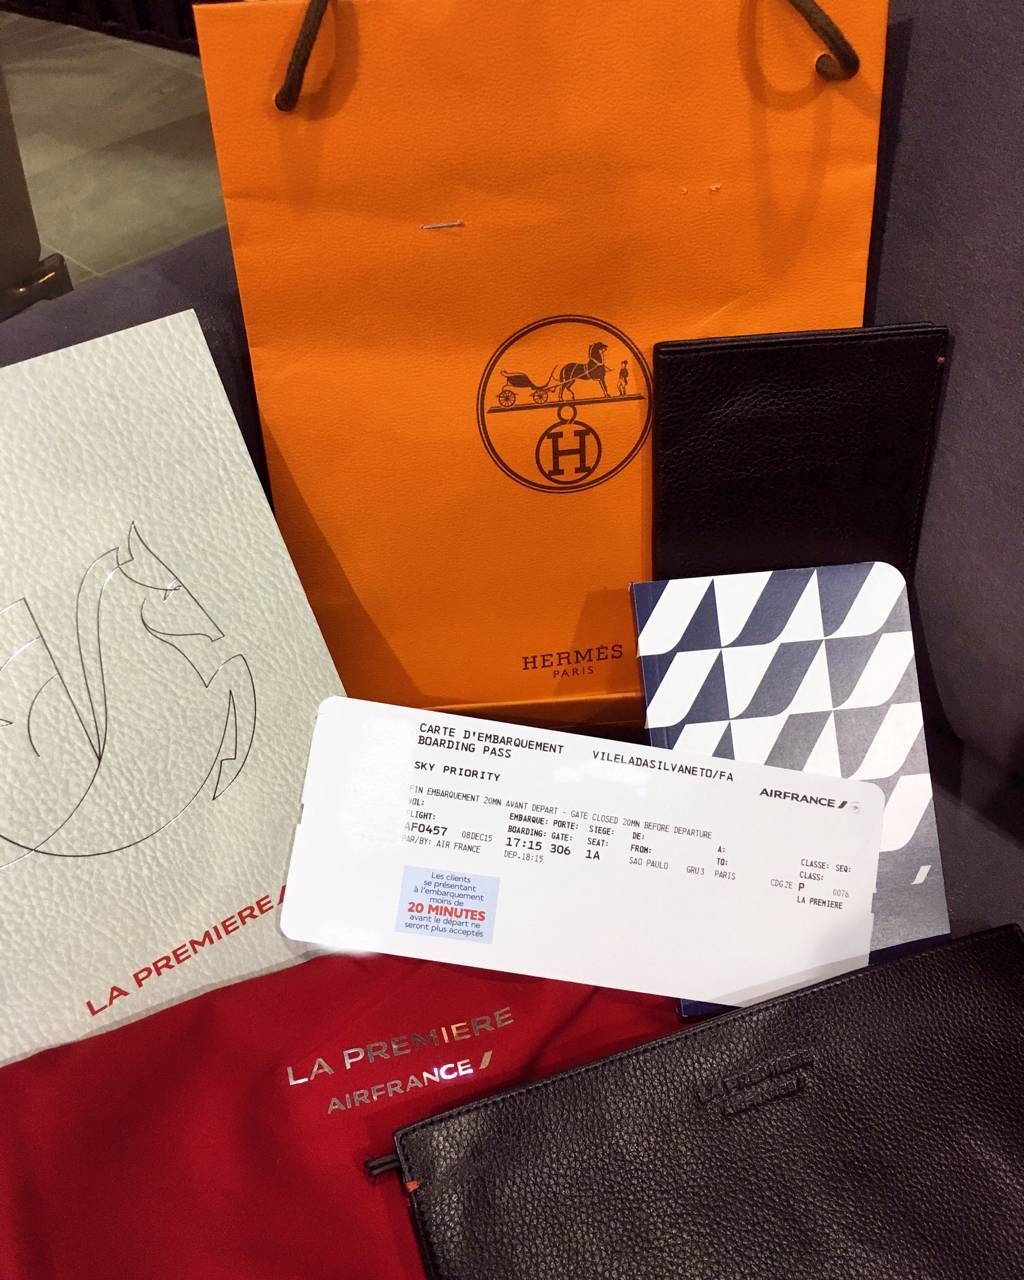 H
HERMÈS
PARIS
CARTE D'EMBARQUEMENT
BOARDING PASS
VILELADASILVANETO/FA
SKY PRIORITY
AIRFRANCE
FIN EMBARQUEMENT 20MN AVANT DEPART - GATE CLOSED 20MN BEFORE DEPARTURE
VOL: EMBARQUE: PORTE: SIEGE: DE: A: CLASSE: SEQ:
FLIGHT: BOARDING: GATE: SEAT: FROM: TO: CLASS:
AF0457 08DEC15 17:15 306 1A SAO PAULO GRU3 PARIS CDG2E P 0076
PAR/BY: AIR FRANCE DEP.18:15 LA PREMIERE
Les clients
se présentant
à l'embarquement
moins de
20 MINUTES
avant le départ ne
seront plus acceptés
LA PREMIERE
LA PREMIERE
AIRFRANCE